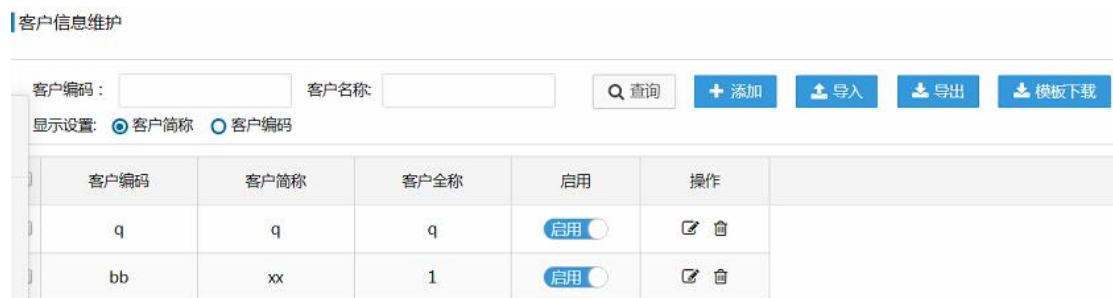 客户信息维护
客户编码： 客户名称: 查询 添加 导入 导出 模板下载
显示设置: 客户简称 客户编码
客户编码 客户简称 客户全称 启用 操作
q q q 启用
bb xx 1 启用